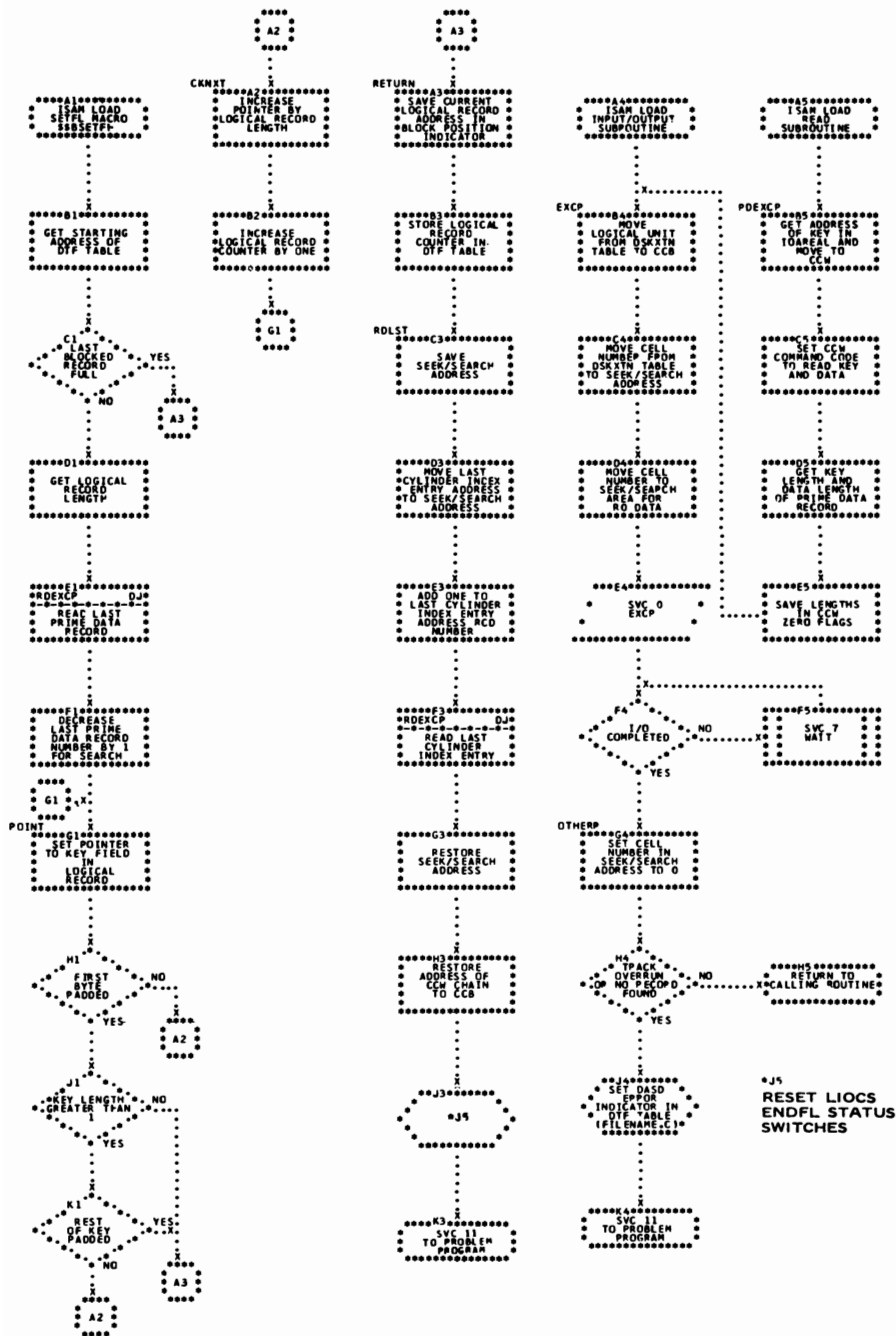 A2
A3
CKNXT
RETURN
A1
ISAM LOAD
SETFL MACRO
A2
INCREASE
POINTER BY
LOGICAL RECORD
LENGTH
A3
SAVE CURRENT
LOGICAL RECORD
ADDRESS IN
BLOCK POSITION
INDICATOR
A4
ISAM LOAD
INPUT/OUTPUT
SUBPOUTINE
A5
ISAM LOAD
READ
SUBROUTINE
B1
GET STARTING
ADDRESS OF
DTF TABLE
B2
INCREASE
LOGICAL RECORD
COUNTER BY ONE
B3
STORE LOGICAL
RECORD
COUNTER IN
DTF TABLE
EXCP
B4
MOVE
LOGICAL UNIT
FROM DSKXTN
TABLE TO CCB
PDEXCP
B5
GET ADDRESS
OF KEY IN
IOAREAL AND
MOVE TO
CCW
G1
C1
LAST
BLOCKED
RECORD
FULL
YES
NO
A3
RDLST
C3
SAVE
SEEK/SEARCH
ADDRESS
C4
MOVE CELL
NUMBEP FPOM
DSKXTN TABLE
TO SEEK/SEARCH
ADDRESS
C5
SET CCW
COMMAND CODE
TO READ KEY
AND DATA
D1
GET LOGICAL
RECORD
LENGTH
D3
MOVE LAST
CYLINDER INDEX
ENTRY ADDRESS
TO SEEK/SEARCH
ADDRESS
D4
MOVE CELL
NUMBER TO
SEEK/SEAPCH
AREA FOR
R0 DATA
D5
GET KEY
LENGTH AND
DATA LENGTH
OF PRIME DATA
RECORD
E1
RDEXCP DJ
REAC LAST
PRIME DATA
RECORD
E3
ADD ONE TO
LAST CYLINDER
INDEX ENTRY
ADDRESS RCD
NUMBER
E4
SVC 0
EXCP
E5
SAVE LENGTHS
IN CCW
ZERO FLAGS
F1
DECREASE
LAST PRIME
DATA RECORD
NUMBER BY 1
FOR SEARCH
F3
RDEXCP DJ
READ LAST
CYLINDER
INDEX ENTRY
F4
I/O
COMPLETED
NO
YES
F5
SVC 7
WAIT
G1
POINT
G1
SET POINTER
TO KEY FIELD
IN
LOGICAL
RECORD
G3
RESTORE
SEEK/SEARCH
ADDRESS
OTHERP
G4
SET CELL
NUMBER IN
SEEK/SEARCH
ADDRESS TO 0
H1
FIRST
BYTE
PADDED
NO
YES
A2
H3
RESTORE
ADDRESS OF
CCW CHAIN
TO CCB
H4
TPACK
OVERRUN
OP NO PECOPD
FOUND
NO
YES
H5
RETURN TO
CALLING ROUTINE
J1
KEY LENGTH
GREATER THAN
1
NO
YES
J3
*J5
J4
SET DASD
EPPOR
INDICATOR IN
DTF TABLE
(FILENAME.C)
*J5
RESET LIOCS
ENDFL STATUS
SWITCHES
K1
REST
OF KEY
PADDED
YES
NO
A3
K3
SVC 11
TO PROBLEM
PROGRAM
K4
SVC 11
TO PROBLEM
PROGRAM
A2